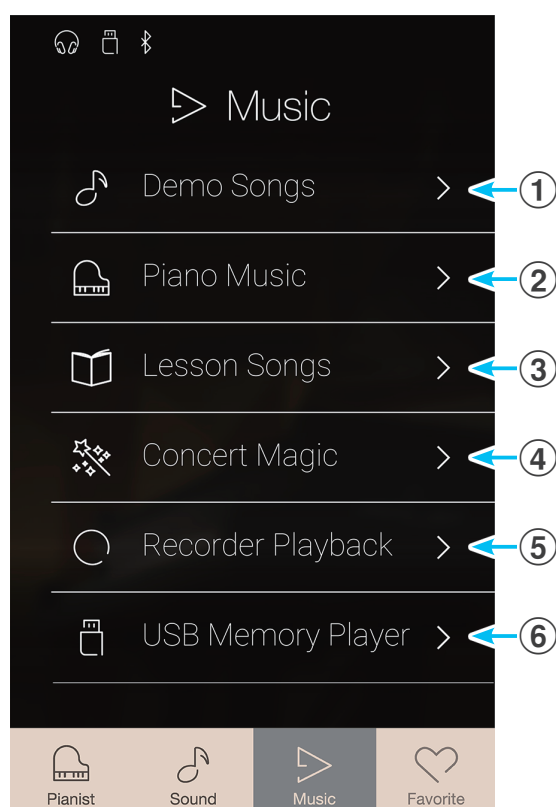 Music
Demo Songs
①
Piano Music
②
Lesson Songs
③
Concert Magic
④
Recorder Playback
⑤
USB Memory Player
⑥
Pianist
Sound
Music
Favorite